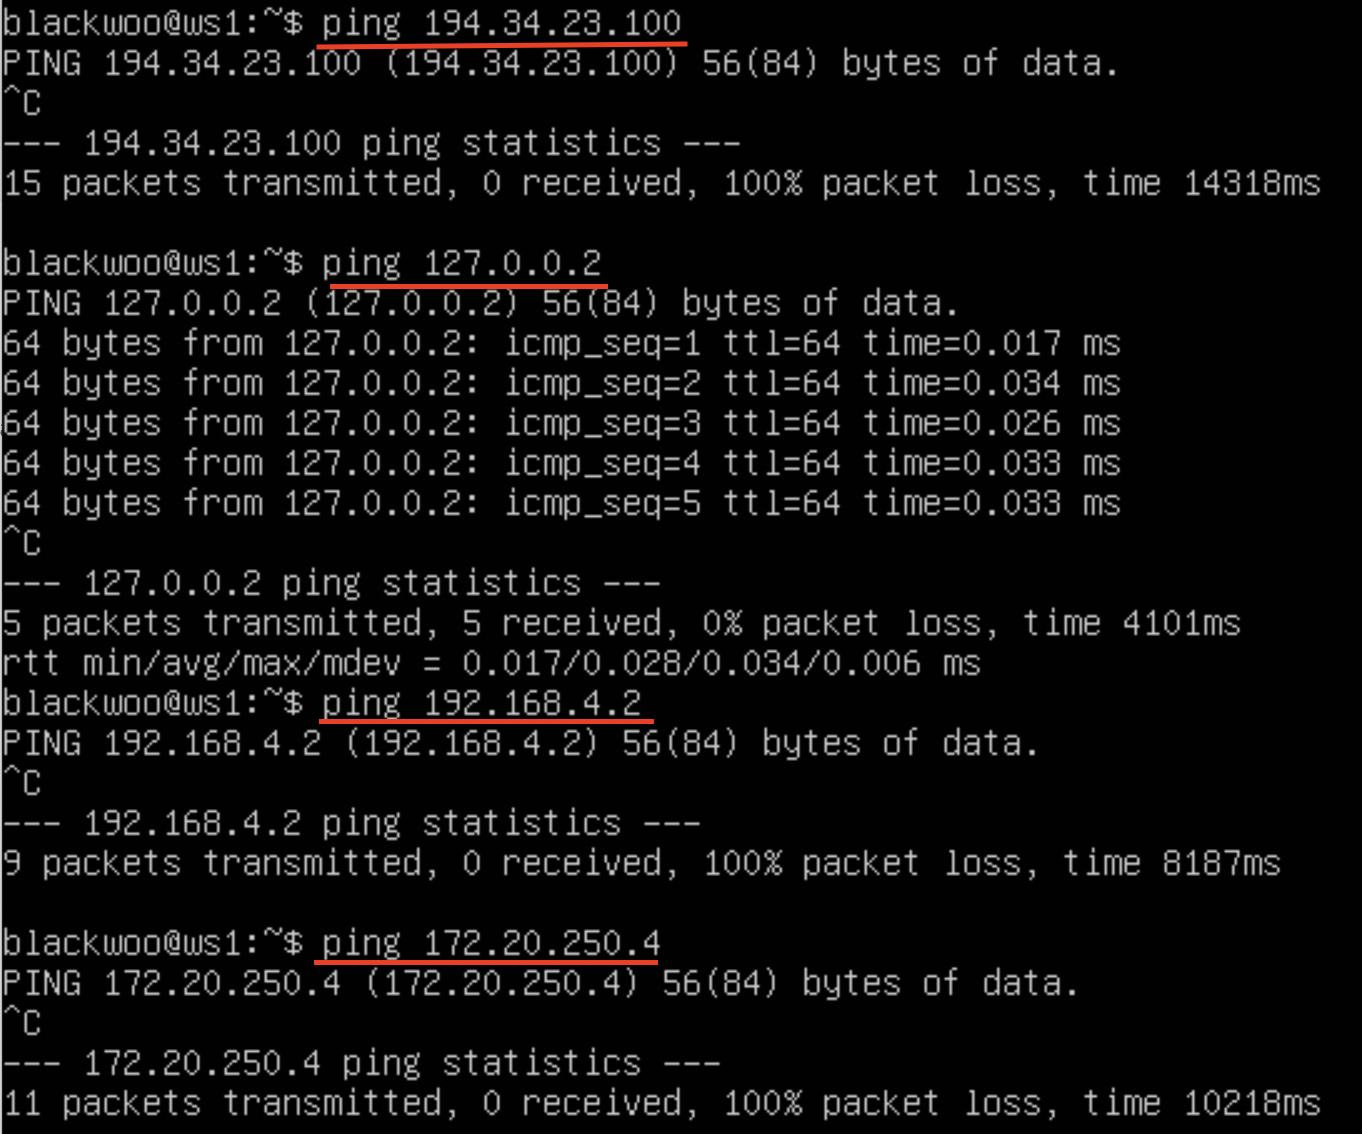 blackwoo@ws1:~$ ping 194.34.23.100
PING 194.34.23.100 (194.34.23.100) 56(84) bytes of data.
^C
--- 194.34.23.100 ping statistics ---
15 packets transmitted, 0 received, 100% packet loss, time 14318ms
blackwoo@ws1:~$ ping 127.0.0.2
PING 127.0.0.2 (127.0.0.2) 56(84) bytes of data.
64 bytes from 127.0.0.2: icmp_seq=1 ttl=64 time=0.017 ms
64 bytes from 127.0.0.2: icmp_seq=2 ttl=64 time=0.034 ms
64 bytes from 127.0.0.2: icmp_seq=3 ttl=64 time=0.026 ms
64 bytes from 127.0.0.2: icmp_seq=4 ttl=64 time=0.033 ms
64 bytes from 127.0.0.2: icmp_seq=5 ttl=64 time=0.033 ms
^C
--- 127.0.0.2 ping statistics ---
5 packets transmitted, 5 received, 0% packet loss, time 4101ms
rtt min/avg/max/mdev = 0.017/0.028/0.034/0.006 ms
blackwoo@ws1:~$ ping 192.168.4.2
PING 192.168.4.2 (192.168.4.2) 56(84) bytes of data.
^C
--- 192.168.4.2 ping statistics ---
9 packets transmitted, 0 received, 100% packet loss, time 8187ms
blackwoo@ws1:~$ ping 172.20.250.4
PING 172.20.250.4 (172.20.250.4) 56(84) bytes of data.
^C
--- 172.20.250.4 ping statistics ---
11 packets transmitted, 0 received, 100% packet loss, time 10218ms